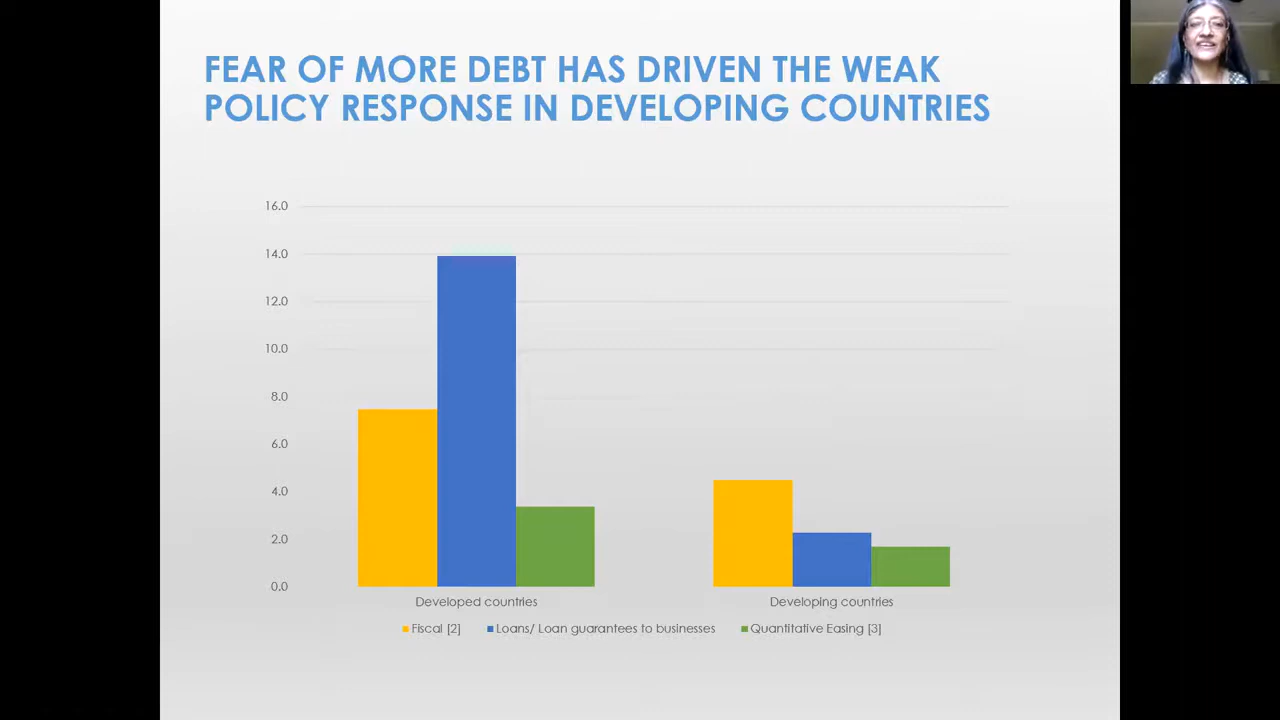 FEAR OF MORE DEBT HAS DRIVEN THE WEAK
POLICY RESPONSE IN DEVELOPING COUNTRIES
16.0
14.0
12.0
10.0
8.0
6.0
4.0
2.0
0.0
Developed countries
Developing countries
Fiscal [2]
Loans/ Loan guarantees to businesses
Quantitative Easing [3]